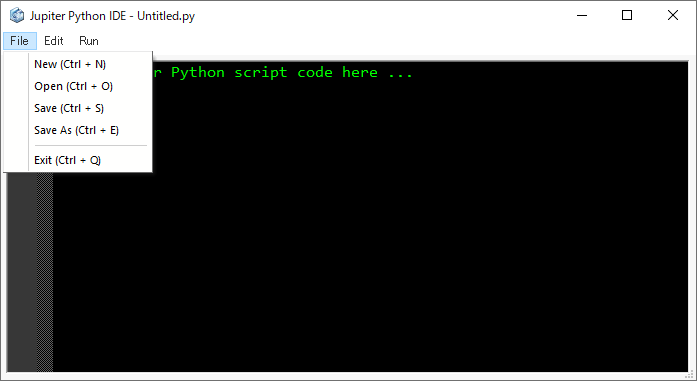 Jupiter Python IDE - Untitled.py
File Edit Run
New (Ctrl + N)
Open (Ctrl + O)
Save (Ctrl + S)
Save As (Ctrl + E)
Exit (Ctrl + Q)
Python script code here ...